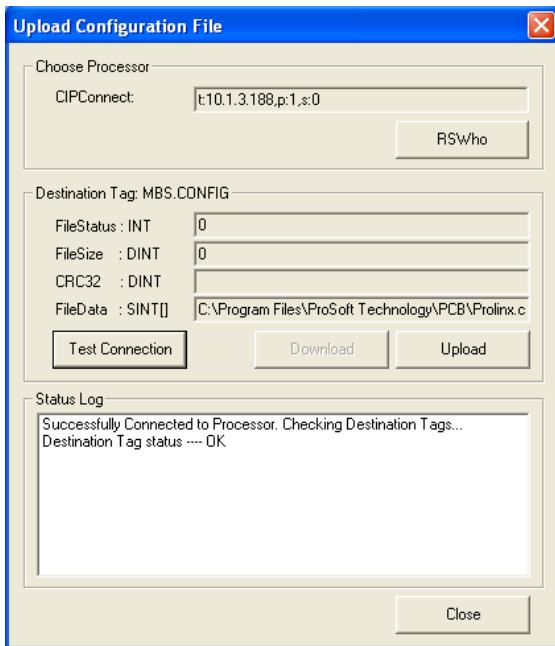 Upload Configuration File
Choose Processor
CIPConnect: t:10.1.3.188,p:1,s:0
RSWho
Destination Tag: MBS.CONFIG
FileStatus : INT 0
FileSize : DINT 0
CRC32 : DINT
FileData : SINT[] C:\Program Files\ProSoft Technology\PCB\Prolinx.c
Test Connection Download Upload
Status Log
Successfully Connected to Processor. Checking Destination Tags...
Destination Tag status ---- OK
Close